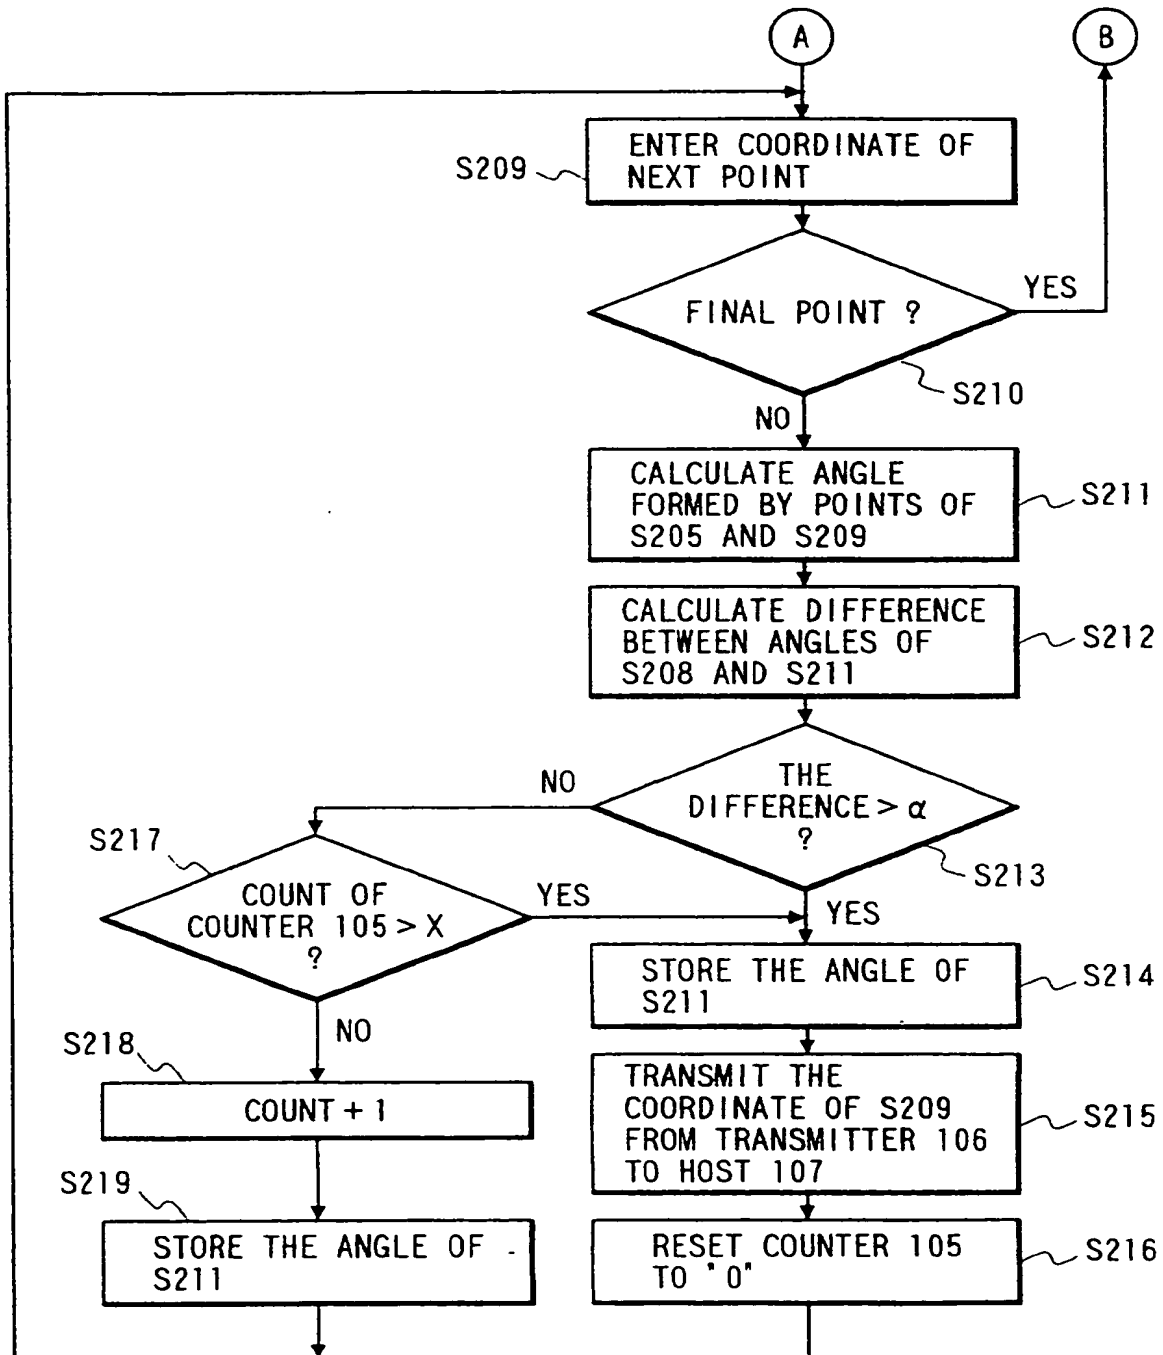 A
B
S209
ENTER COORDINATE OF
NEXT POINT
YES
FINAL POINT ?
S210
NO
CALCULATE ANGLE
FORMED BY POINTS OF
S205 AND S209
S211
CALCULATE DIFFERENCE
BETWEEN ANGLES OF
S208 AND S211
S212
THE
DIFFERENCE > α
?
S213
NO
YES
S217
COUNT OF
COUNTER 105 > X
?
YES
NO
STORE THE ANGLE OF
S211
S214
S218
COUNT + 1
TRANSMIT THE
COORDINATE OF S209
FROM TRANSMITTER 106
TO HOST 107
S215
S219
STORE THE ANGLE OF
S211
RESET COUNTER 105
TO "0"
S216